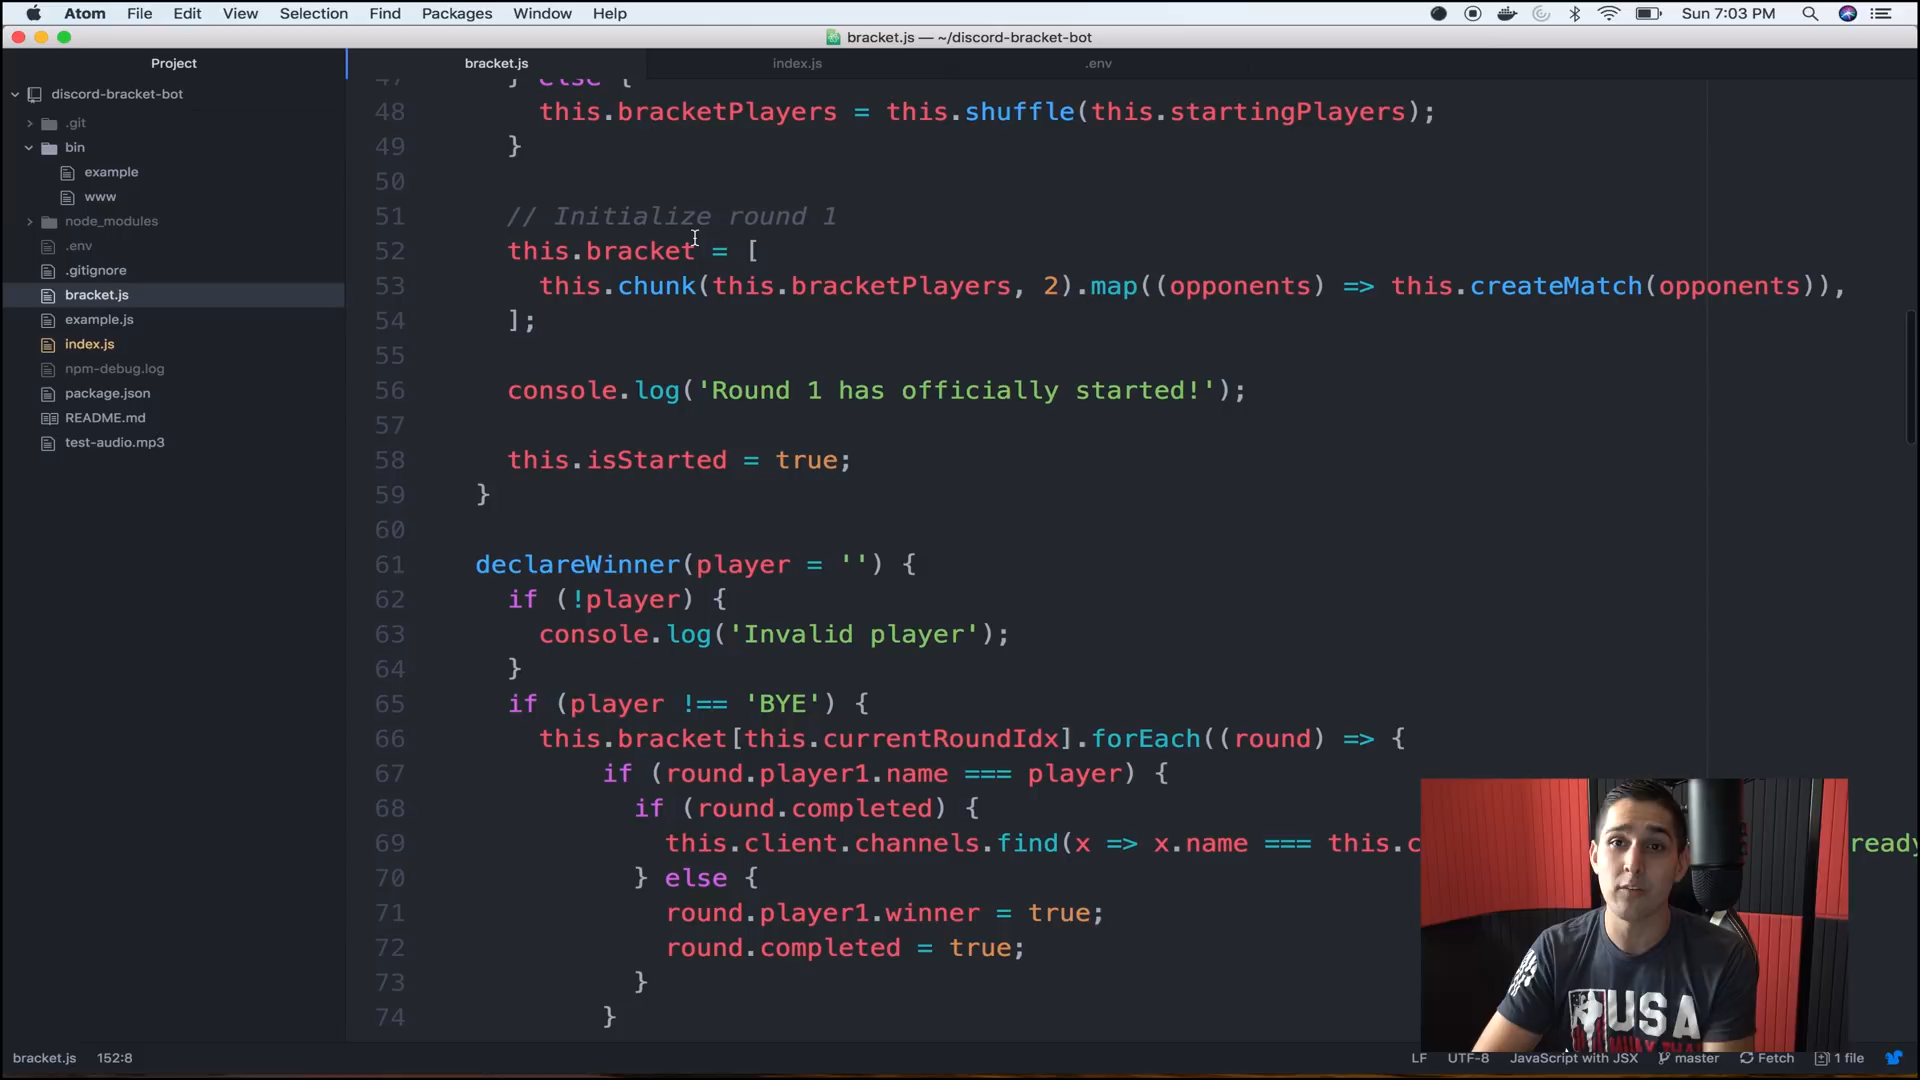 Atom File Edit View Selection Find Packages Window Help Sun 7:03 PM
bracket.js — ~/discord-bracket-bot
Project bracket.js index.js .env
discord-bracket-bot
.git
bin
example
www
node_modules
.env
.gitignore
bracket.js
example.js
index.js
npm-debug.log
package.json
README.md
test-audio.mp3
47 } else {
48 this.bracketPlayers = this.shuffle(this.startingPlayers);
49 }
50
51 // Initialize round 1
52 this.bracket = [
53 this.chunk(this.bracketPlayers, 2).map((opponents) => this.createMatch(opponents)),
54 ];
55
56 console.log('Round 1 has officially started!');
57
58 this.isStarted = true;
59 }
60
61 declareWinner(player = '') {
62 if (!player) {
63 console.log('Invalid player');
64 }
65 if (player !== 'BYE') {
66 this.bracket[this.currentRoundIdx].forEach((round) => {
67 if (round.player1.name === player) {
68 if (round.completed) {
69 this.client.channels.find(x => x.name === this.c ready
70 } else {
71 round.player1.winner = true;
72 round.completed = true;
73 }
74 }
USA
bracket.js 152:8 LF UTF-8 JavaScript with JSX master Fetch 1 file